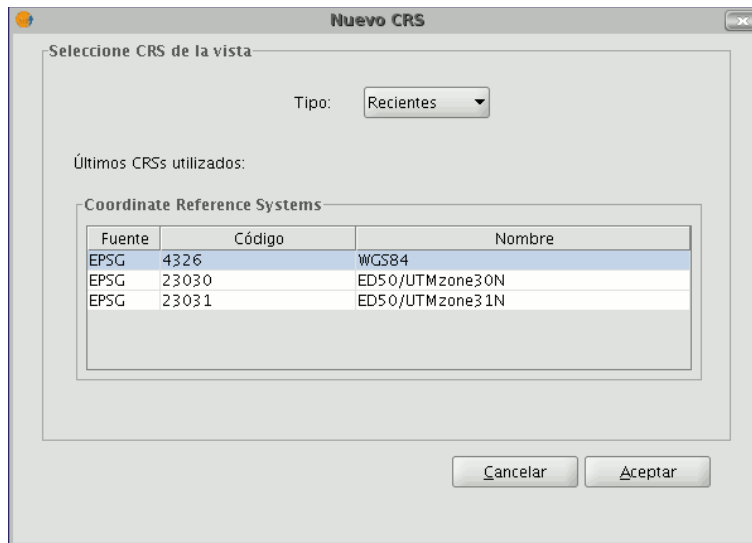 Nuevo CRS
Seleccione CRS de la vista
Tipo: Recientes
Últimos CRSs utilizados:
Coordinate Reference Systems
Fuente Código Nombre
EPSG 4326 WGS84
EPSG 23030 ED50/UTMzone30N
EPSG 23031 ED50/UTMzone31N
Cancelar Aceptar